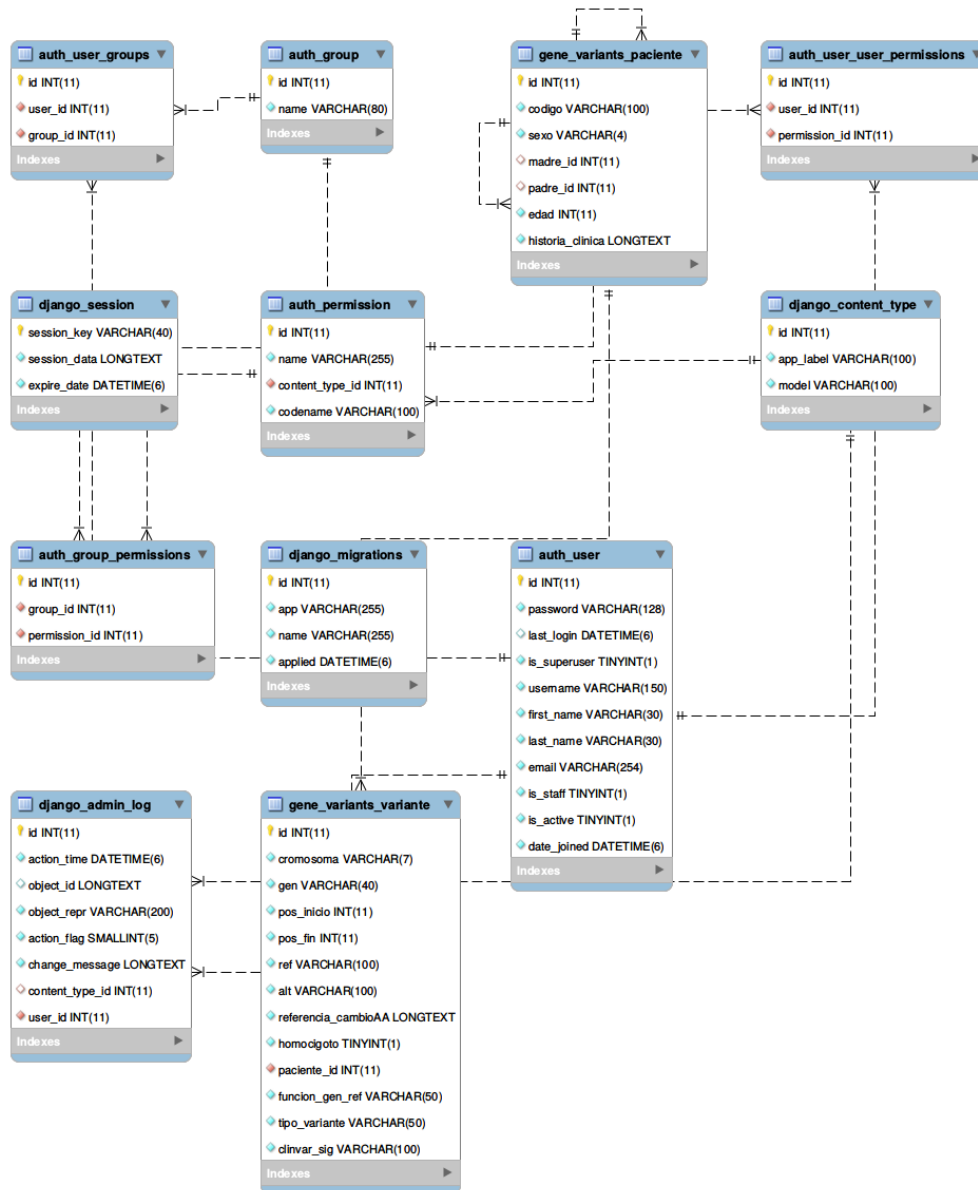 auth_user_groups
id INT(11)
user_id INT(11)
group_id INT(11)
Indexes
auth_group
id INT(11)
name VARCHAR(80)
Indexes
gene_variants_paciente
id INT(11)
codigo VARCHAR(100)
sexo VARCHAR(4)
madre_id INT(11)
padre_id INT(11)
edad INT(11)
historia_clinica LONGTEXT
Indexes
auth_user_user_permissions
id INT(11)
user_id INT(11)
permission_id INT(11)
Indexes
django_session
session_key VARCHAR(40)
session_data LONGTEXT
expire_date DATETIME(6)
Indexes
auth_permission
id INT(11)
name VARCHAR(255)
content_type_id INT(11)
codename VARCHAR(100)
Indexes
django_content_type
id INT(11)
app_label VARCHAR(100)
model VARCHAR(100)
Indexes
auth_group_permissions
id INT(11)
group_id INT(11)
permission_id INT(11)
Indexes
django_migrations
id INT(11)
app VARCHAR(255)
name VARCHAR(255)
applied DATETIME(6)
Indexes
auth_user
id INT(11)
password VARCHAR(128)
last_login DATETIME(6)
is_superuser TINYINT(1)
username VARCHAR(150)
first_name VARCHAR(30)
last_name VARCHAR(30)
email VARCHAR(254)
is_staff TINYINT(1)
is_active TINYINT(1)
date_joined DATETIME(6)
Indexes
django_admin_log
id INT(11)
action_time DATETIME(6)
object_id LONGTEXT
object_repr VARCHAR(200)
action_flag SMALLINT(5)
change_message LONGTEXT
content_type_id INT(11)
user_id INT(11)
Indexes
gene_variants_variante
id INT(11)
cromosoma VARCHAR(7)
gen VARCHAR(40)
pos_inicio INT(11)
pos_fin INT(11)
ref VARCHAR(100)
alt VARCHAR(100)
referencia_cambioAA LONGTEXT
homocigoto TINYINT(1)
paciente_id INT(11)
funcion_gen_ref VARCHAR(50)
tipo_variante VARCHAR(50)
clinvar_sig VARCHAR(100)
Indexes